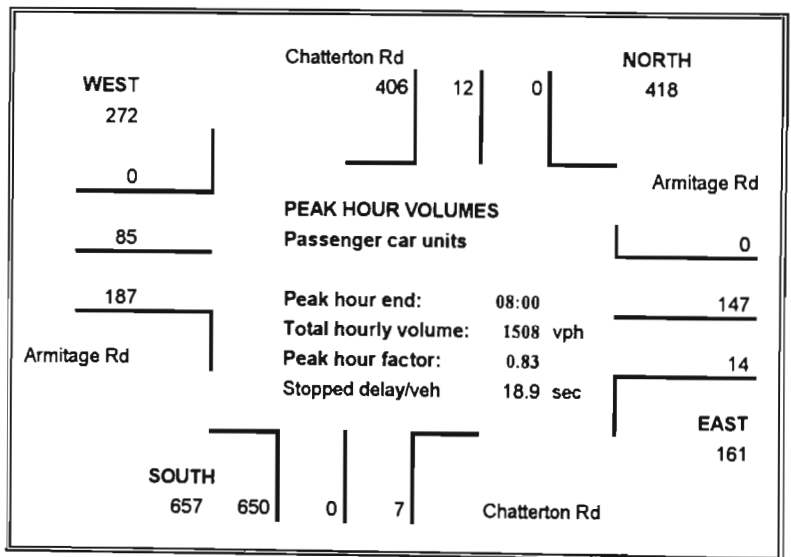 Chatterton Rd
NORTH
WEST
406 12 0
418
272
0
Armitage Rd
PEAK HOUR VOLUMES
85
Passenger car units
0
187
Peak hour end: 08:00
147
Total hourly volume: 1508 vph
Armitage Rd
Peak hour factor: 0.83
14
Stopped delay/veh 18.9 sec
EAST
161
SOUTH
657 650 0 7
Chatterton Rd